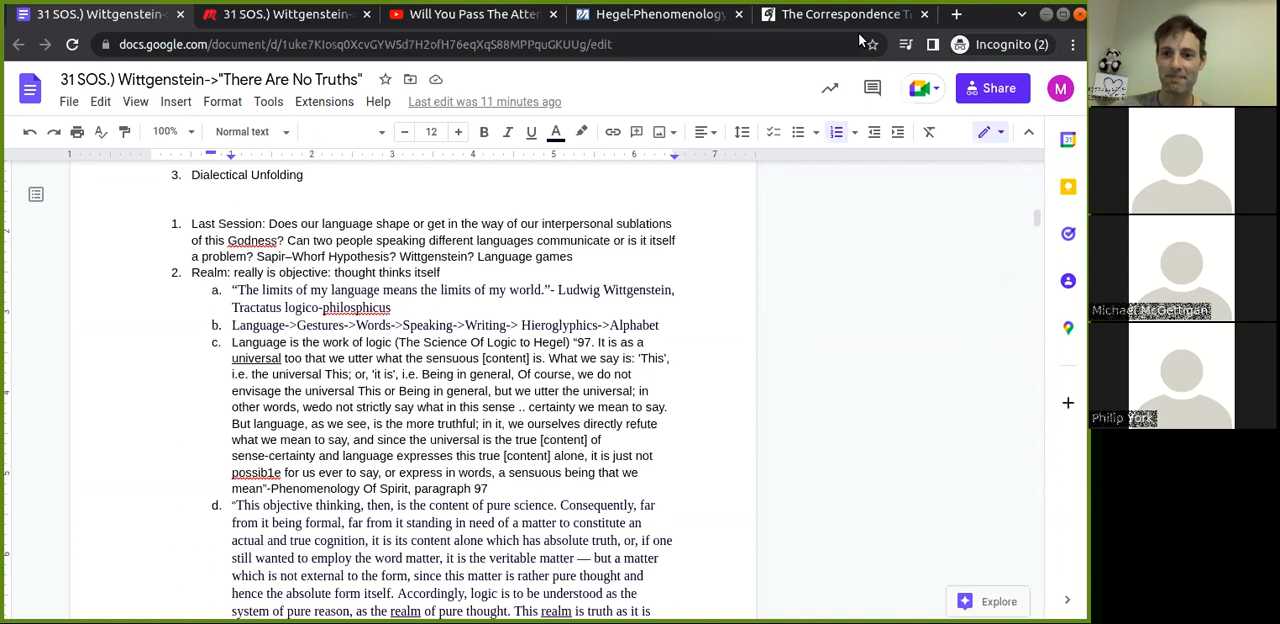 31 SOS.) Wittgenstein-
31 SOS.) Wittgenstein-
Will You Pass The Atte
Hegel-Phenomenology
The Correspondence T
docs.google.com/document/d/1uke7KIosq0XcvGYW5d7H2ofH76eqXqS88MPPquGKUUg/edit
Incognito (2)
31 SOS.) Wittgenstein->"There Are No Truths"
File Edit View Insert Format Tools Extensions Help Last edit was 11 minutes ago
Share
M
100% Normal text 12
1 1 2 3 4 5 6 7
3. Dialectical Unfolding
1. Last Session: Does our language shape or get in the way of our interpersonal sublations
of this Godness? Can two people speaking different languages communicate or is it itself
a problem? Sapir–Whorf Hypothesis? Wittgenstein? Language games
2. Realm: really is objective: thought thinks itself
a. “The limits of my language means the limits of my world.”- Ludwig Wittgenstein,
Tractatus logico-philosphicus
b. Language->Gestures->Words->Speaking->Writing-> Hieroglyphics->Alphabet
c. Language is the work of logic (The Science Of Logic to Hegel) “97. It is as a
universal too that we utter what the sensuous [content] is. What we say is: 'This',
i.e. the universal This; or, 'it is', i.e. Being in general, Of course, we do not
envisage the universal This or Being in general, but we utter the universal; in
other words, wedo not strictly say what in this sense .. certainty we mean to say.
But language, as we see, is the more truthful; in it, we ourselves directly refute
what we mean to say, and since the universal is the true [content] of
sense-certainty and language expresses this true [content] alone, it is just not
possib1e for us ever to say, or express in words, a sensuous being that we
mean”-Phenomenology Of Spirit, paragraph 97
d. “This objective thinking, then, is the content of pure science. Consequently, far
from it being formal, far from it standing in need of a matter to constitute an
actual and true cognition, it is its content alone which has absolute truth, or, if one
still wanted to employ the word matter, it is the veritable matter — but a matter
which is not external to the form, since this matter is rather pure thought and
hence the absolute form itself. Accordingly, logic is to be understood as the
system of pure reason, as the realm of pure thought. This realm is truth as it is
Explore
Michael McGettigan
Philip York